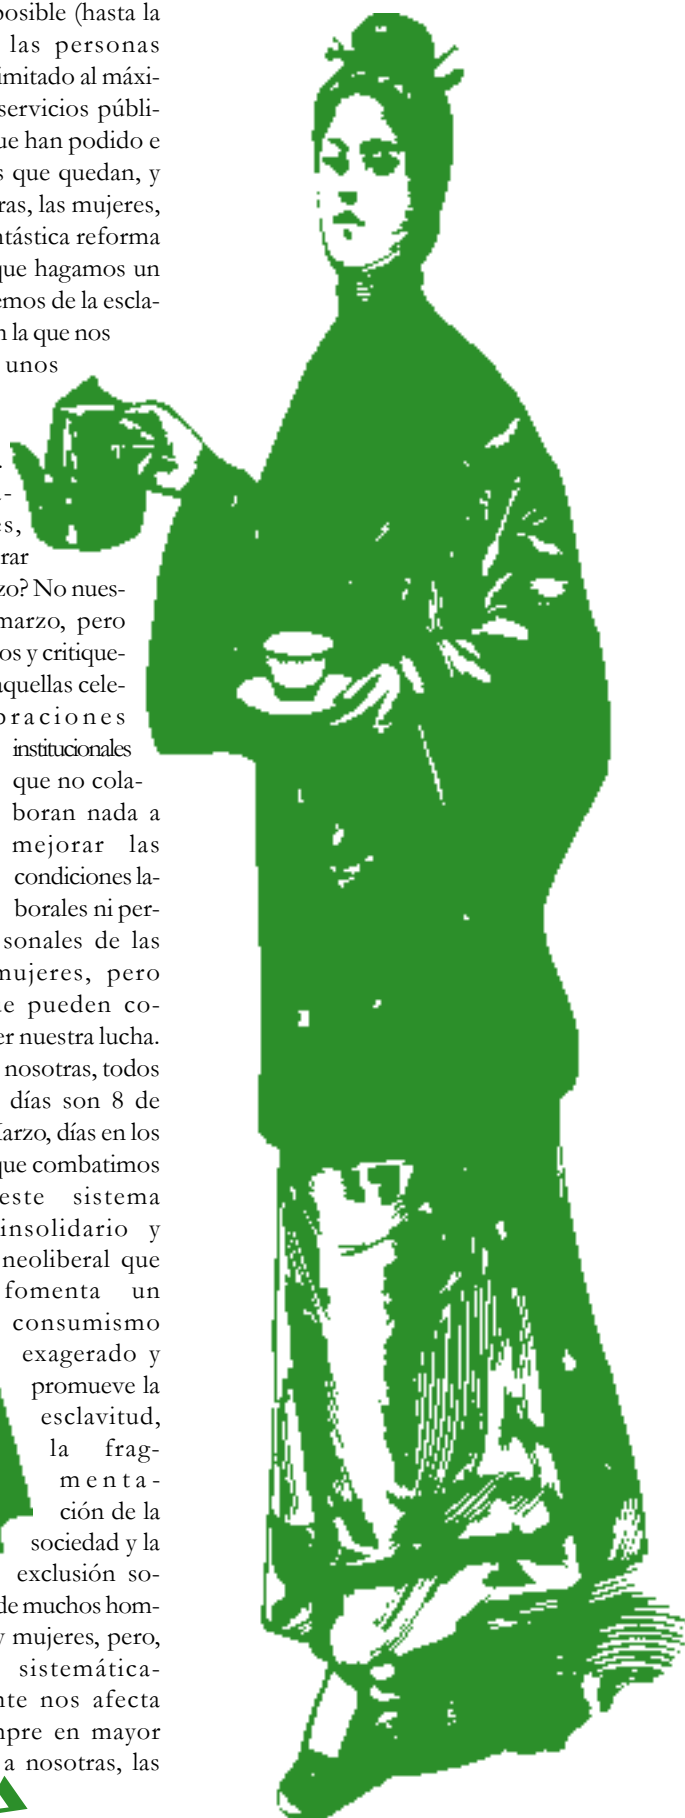 posible (hasta la
las personas
imitado al máxi-
servicios públi-
que han podido e
s que quedan, y
ras, las mujeres,
ntástica reforma
que hagamos un
emos de la escla-
n la que nos
unos
-
es,
rar
zo? No nues-
marzo, pero
os y critique-
aquellas cele-
braciones
institucionales
que no cola-
boran nada a
mejorar las
condiciones la-
borales ni per-
sonales de las
mujeres, pero
ue pueden co-
er nuestra lucha.
nosotras, todos
días son 8 de
Marzo, días en los
que combatimos
este sistema
insolidario y
neoliberal que
fomenta un
consumismo
exagerado y
promueve la
esclavitud,
la frag-
menta-
ción de la
sociedad y la
exclusión so-
de muchos hom-
y mujeres, pero,
sistemática-
nte nos afecta
mpre en mayor
a nosotras, las